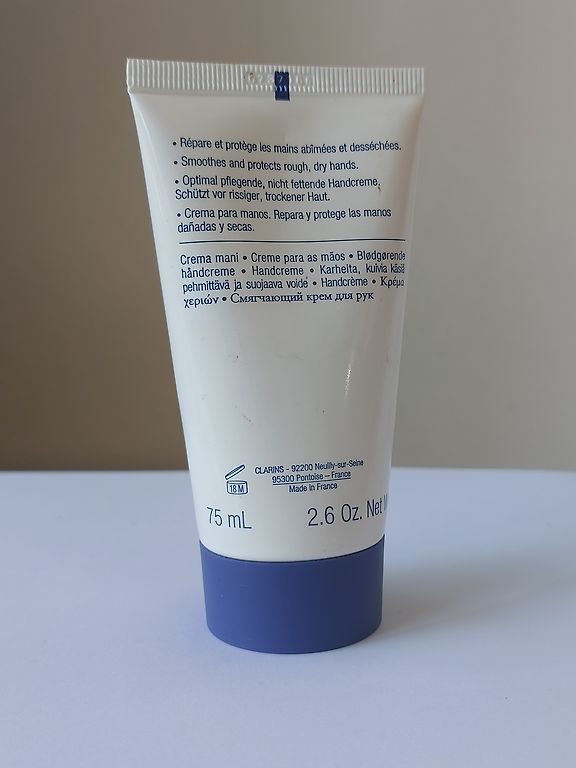 • Répare et protège les mains abîmées et desséchées.
• Smoothes and protects rough, dry hands.
• Optimal pflegende, nicht fettende Handcreme,
Schützt vor rissiger, trockener Haut.
• Crema para manos. Repara y protege las manos
dañadas y secas.
Crema mani • Creme para as mãos • Blødgørende
håndcreme • Handcreme • Karheita, kuivia käsiä
pehmittävä ja suojaava voide • Handcrème • Κρέμα
χεριών • Смягчающий крем для рук
CLARINS - 92200 Neuilly-sur-Seine
95300 Pontoise – France
Made in France
18 M
75 mL 2.6 Oz. Net